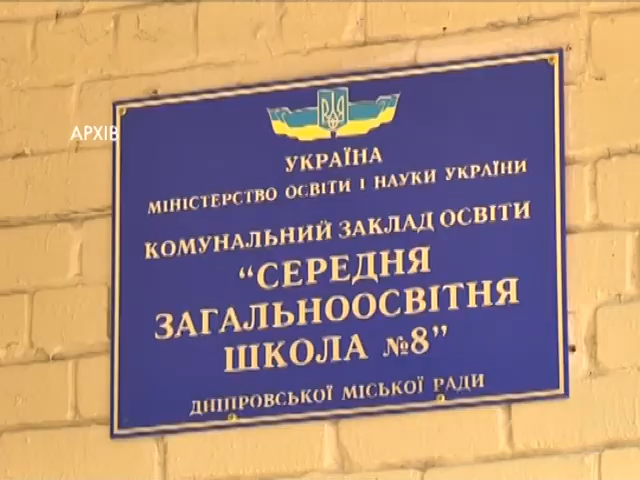 АРХІВ
УКРАЇНА
МІНІСТЕРСТВО ОСВІТИ І НАУКИ УКРАЇНИ
КОМУНАЛЬНИЙ ЗАКЛАД ОСВІТИ
“СЕРЕДНЯ
ЗАГАЛЬНООСВІТНЯ
ШКОЛА №8”
ДНІПРОВСЬКОЇ МІСЬКОЇ РАДИ